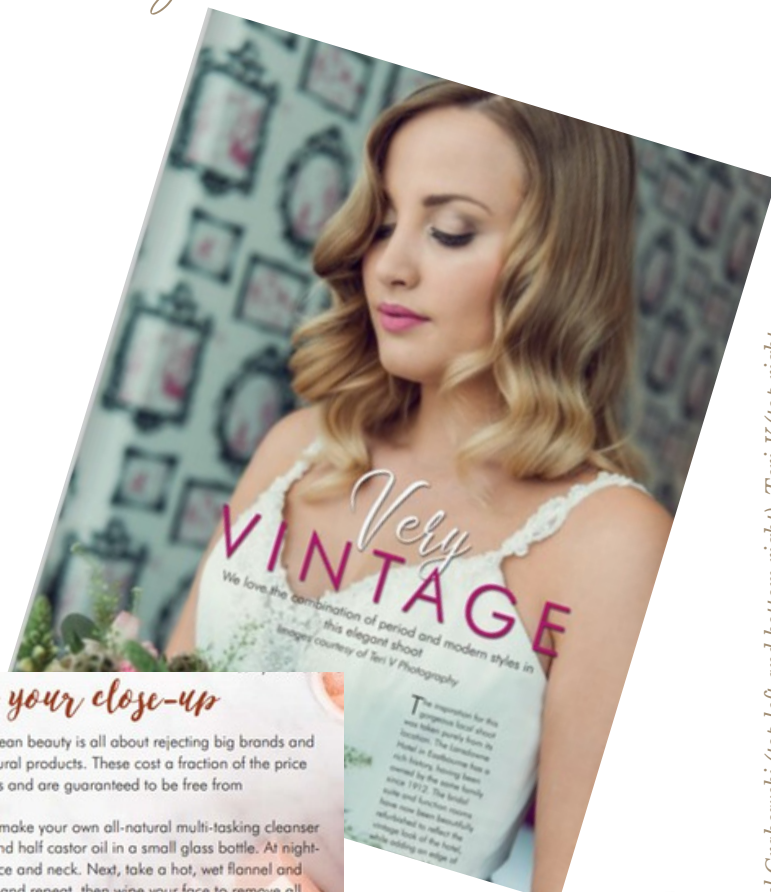 Very
VINTAGE
We love the combination of period and modern styles in
this elegant shoot
Images courtesy of Teri V Photography
The inspiration for this
gorgeous local shoot
was taken purely from its
location. The Lansdowne
Hotel in Eastbourne has a
rich history, having been
owned by the same family
since 1912. The bridal
suite and function rooms
have now been beautifully
refurbished to reflect the
vintage look of the hotel,
while adding an edge of
your close-up
ean beauty is all about rejecting big brands and
ural products. These cost a fraction of the price
s and are guaranteed to be free from
make your own all-natural multi-tasking cleanser
nd half castor oil in a small glass bottle. At night-
ce and neck. Next, take a hot, wet flannel and
and repeat, then wipe your face to remove all